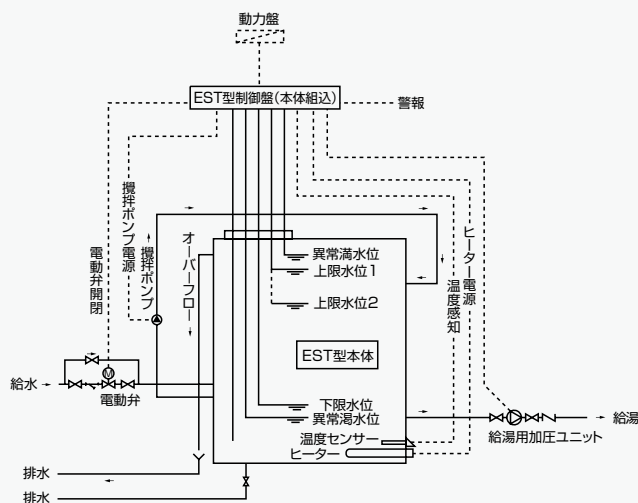 動力盤
EST型制御盤(本体組込)
警報
電動弁開閉
攪拌ポンプ電源
攪拌ポンプ
オーバーフロー
異常満水位
上限水位1
上限水位2
温度感知
ヒーター電源
EST型本体
M
給水
電動弁
下限水位
異常渇水位
温度センサー
ヒーター
給湯
給湯用加圧ユニット
排水
排水